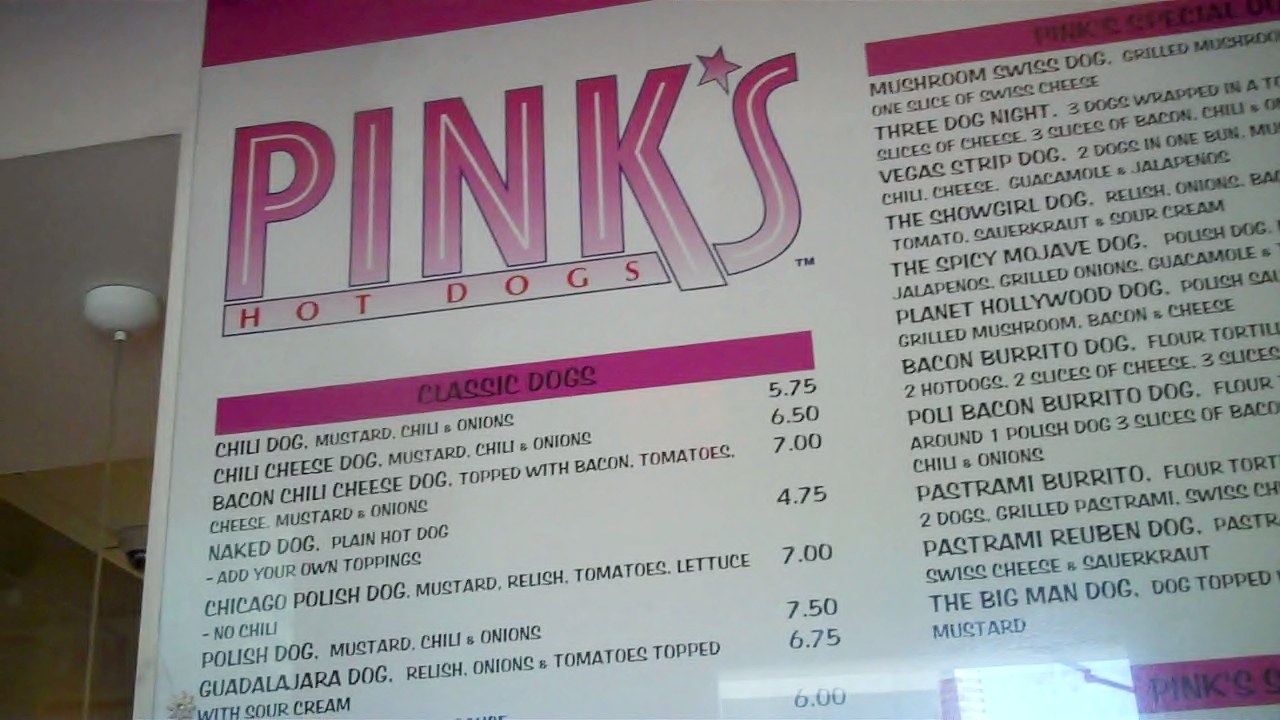 PINK'S
HOT DOGS
™
CLASSIC DOGS
CHILI DOG, MUSTARD, CHILI & ONIONS 5.75
CHILI CHEESE DOG, MUSTARD, CHILI & ONIONS 6.50
BACON CHILI CHEESE DOG, TOPPED WITH BACON, TOMATOES, 7.00
CHEESE, MUSTARD & ONIONS
NAKED DOG, PLAIN HOT DOG 4.75
- ADD YOUR OWN TOPPINGS
CHICAGO POLISH DOG, MUSTARD, RELISH, TOMATOES, LETTUCE 7.00
- NO CHILI
POLISH DOG, MUSTARD, CHILI & ONIONS 7.50
GUADALAJARA DOG, RELISH, ONIONS & TOMATOES TOPPED 6.75
WITH SOUR CREAM
6.00
PINK'S SPECIAL
MUSHROOM SWISS DOG, GRILLED
ONE SLICE OF SWISS CHEESE
THREE DOG NIGHT, 3 DOGS WRAPPED IN A
SLICES OF CHEESE, 3 SLICES OF BACON, CHILI &
VEGAS STRIP DOG, 2 DOGS IN ONE BUN,
CHILI, CHEESE, GUACAMOLE & JALAPENOS
THE SHOWGIRL DOG, RELISH, ONIONS,
TOMATO, SAUERKRAUT & SOUR CREAM
THE SPICY MOJAVE DOG, POLISH DOG,
JALAPENOS, GRILLED ONIONS, GUACAMOLE &
PLANET HOLLYWOOD DOG, POLISH
GRILLED MUSHROOM, BACON & CHEESE
BACON BURRITO DOG, FLOUR
2 HOTDOGS, 2 SLICES OF CHEESE, 3 SLICES
POLI BACON BURRITO DOG, FLOUR
AROUND 1 POLISH DOG 3 SLICES OF
CHILI & ONIONS
PASTRAMI BURRITO, FLOUR
2 DOGS, GRILLED PASTRAMI, SWISS
PASTRAMI REUBEN DOG,
SWISS CHEESE & SAUERKRAUT
THE BIG MAN DOG, DOG TOPPED
MUSTARD
PINK'S